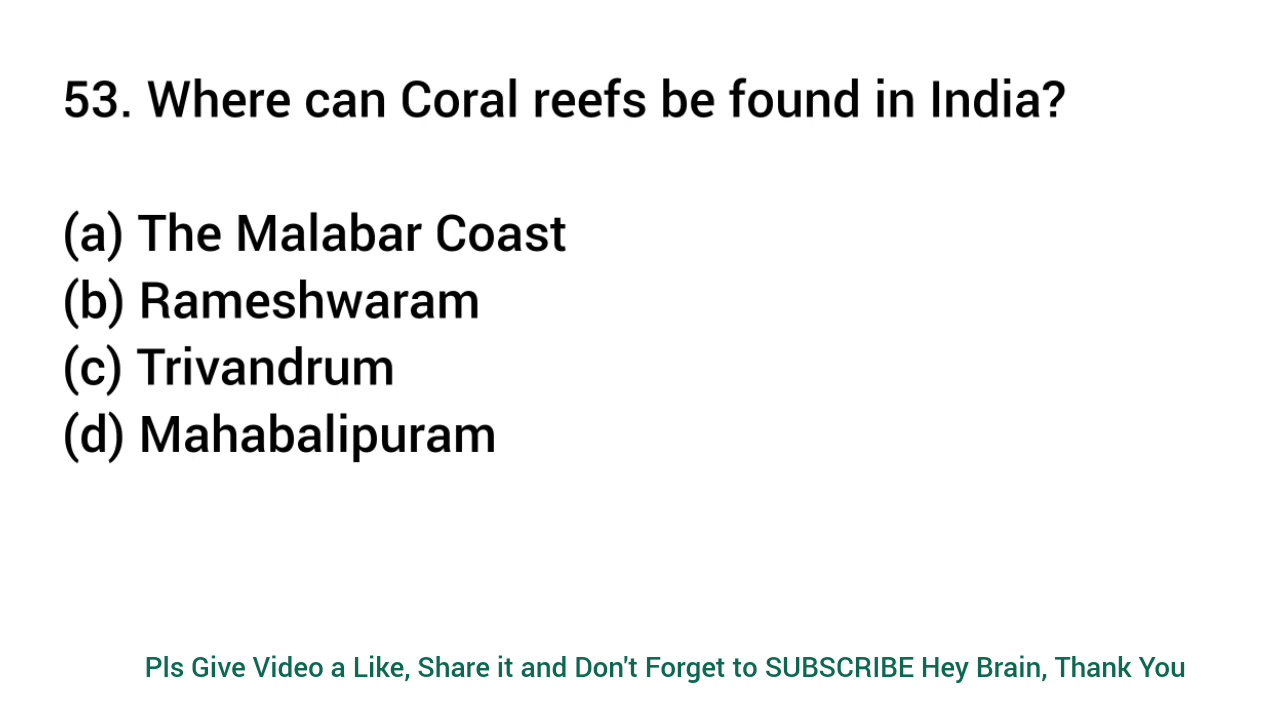 53. Where can Coral reefs be found in India?
(a) The Malabar Coast
(b) Rameshwaram
(c) Trivandrum
(d) Mahabalipuram
Pls Give Video a Like, Share it and Don't Forget to SUBSCRIBE Hey Brain, Thank You